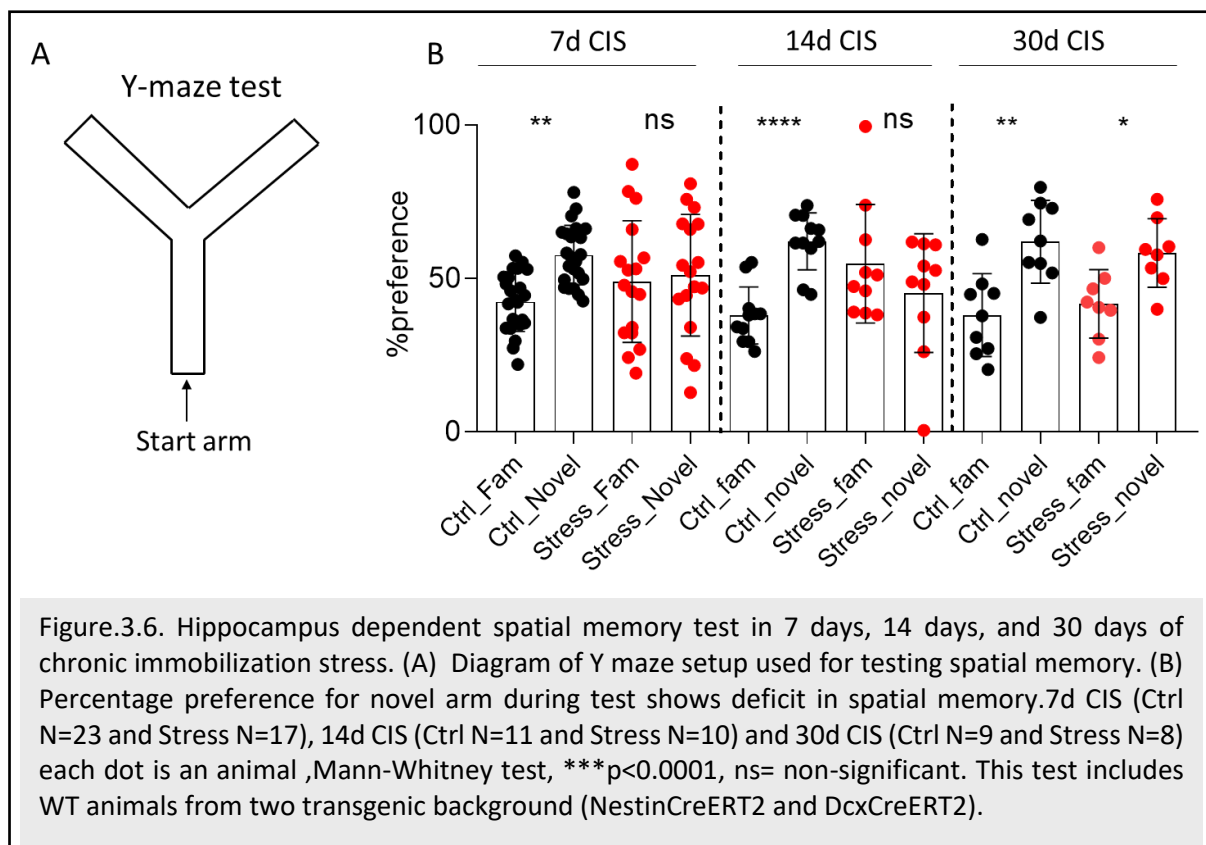 A
Y-maze test
Start arm
B
7d CIS
14d CIS
30d CIS
** ns **** ns ** *
100
50
0
%preference
Ctrl_Fam
Ctrl_Novel
Stress_Fam
Stress_Novel
Ctrl_fam
Ctrl_novel
Stress_fam
Stress_novel
Ctrl_fam
Ctrl_novel
Stress_fam
Stress_novel
Figure.3.6. Hippocampus dependent spatial memory test in 7 days, 14 days, and 30 days of
chronic immobilization stress. (A) Diagram of Y maze setup used for testing spatial memory. (B)
Percentage preference for novel arm during test shows deficit in spatial memory.7d CIS (Ctrl
N=23 and Stress N=17), 14d CIS (Ctrl N=11 and Stress N=10) and 30d CIS (Ctrl N=9 and Stress N=8)
each dot is an animal ,Mann-Whitney test, ***p<0.0001, ns= non-significant. This test includes
WT animals from two transgenic background (NestinCreERT2 and DcxCreERT2).